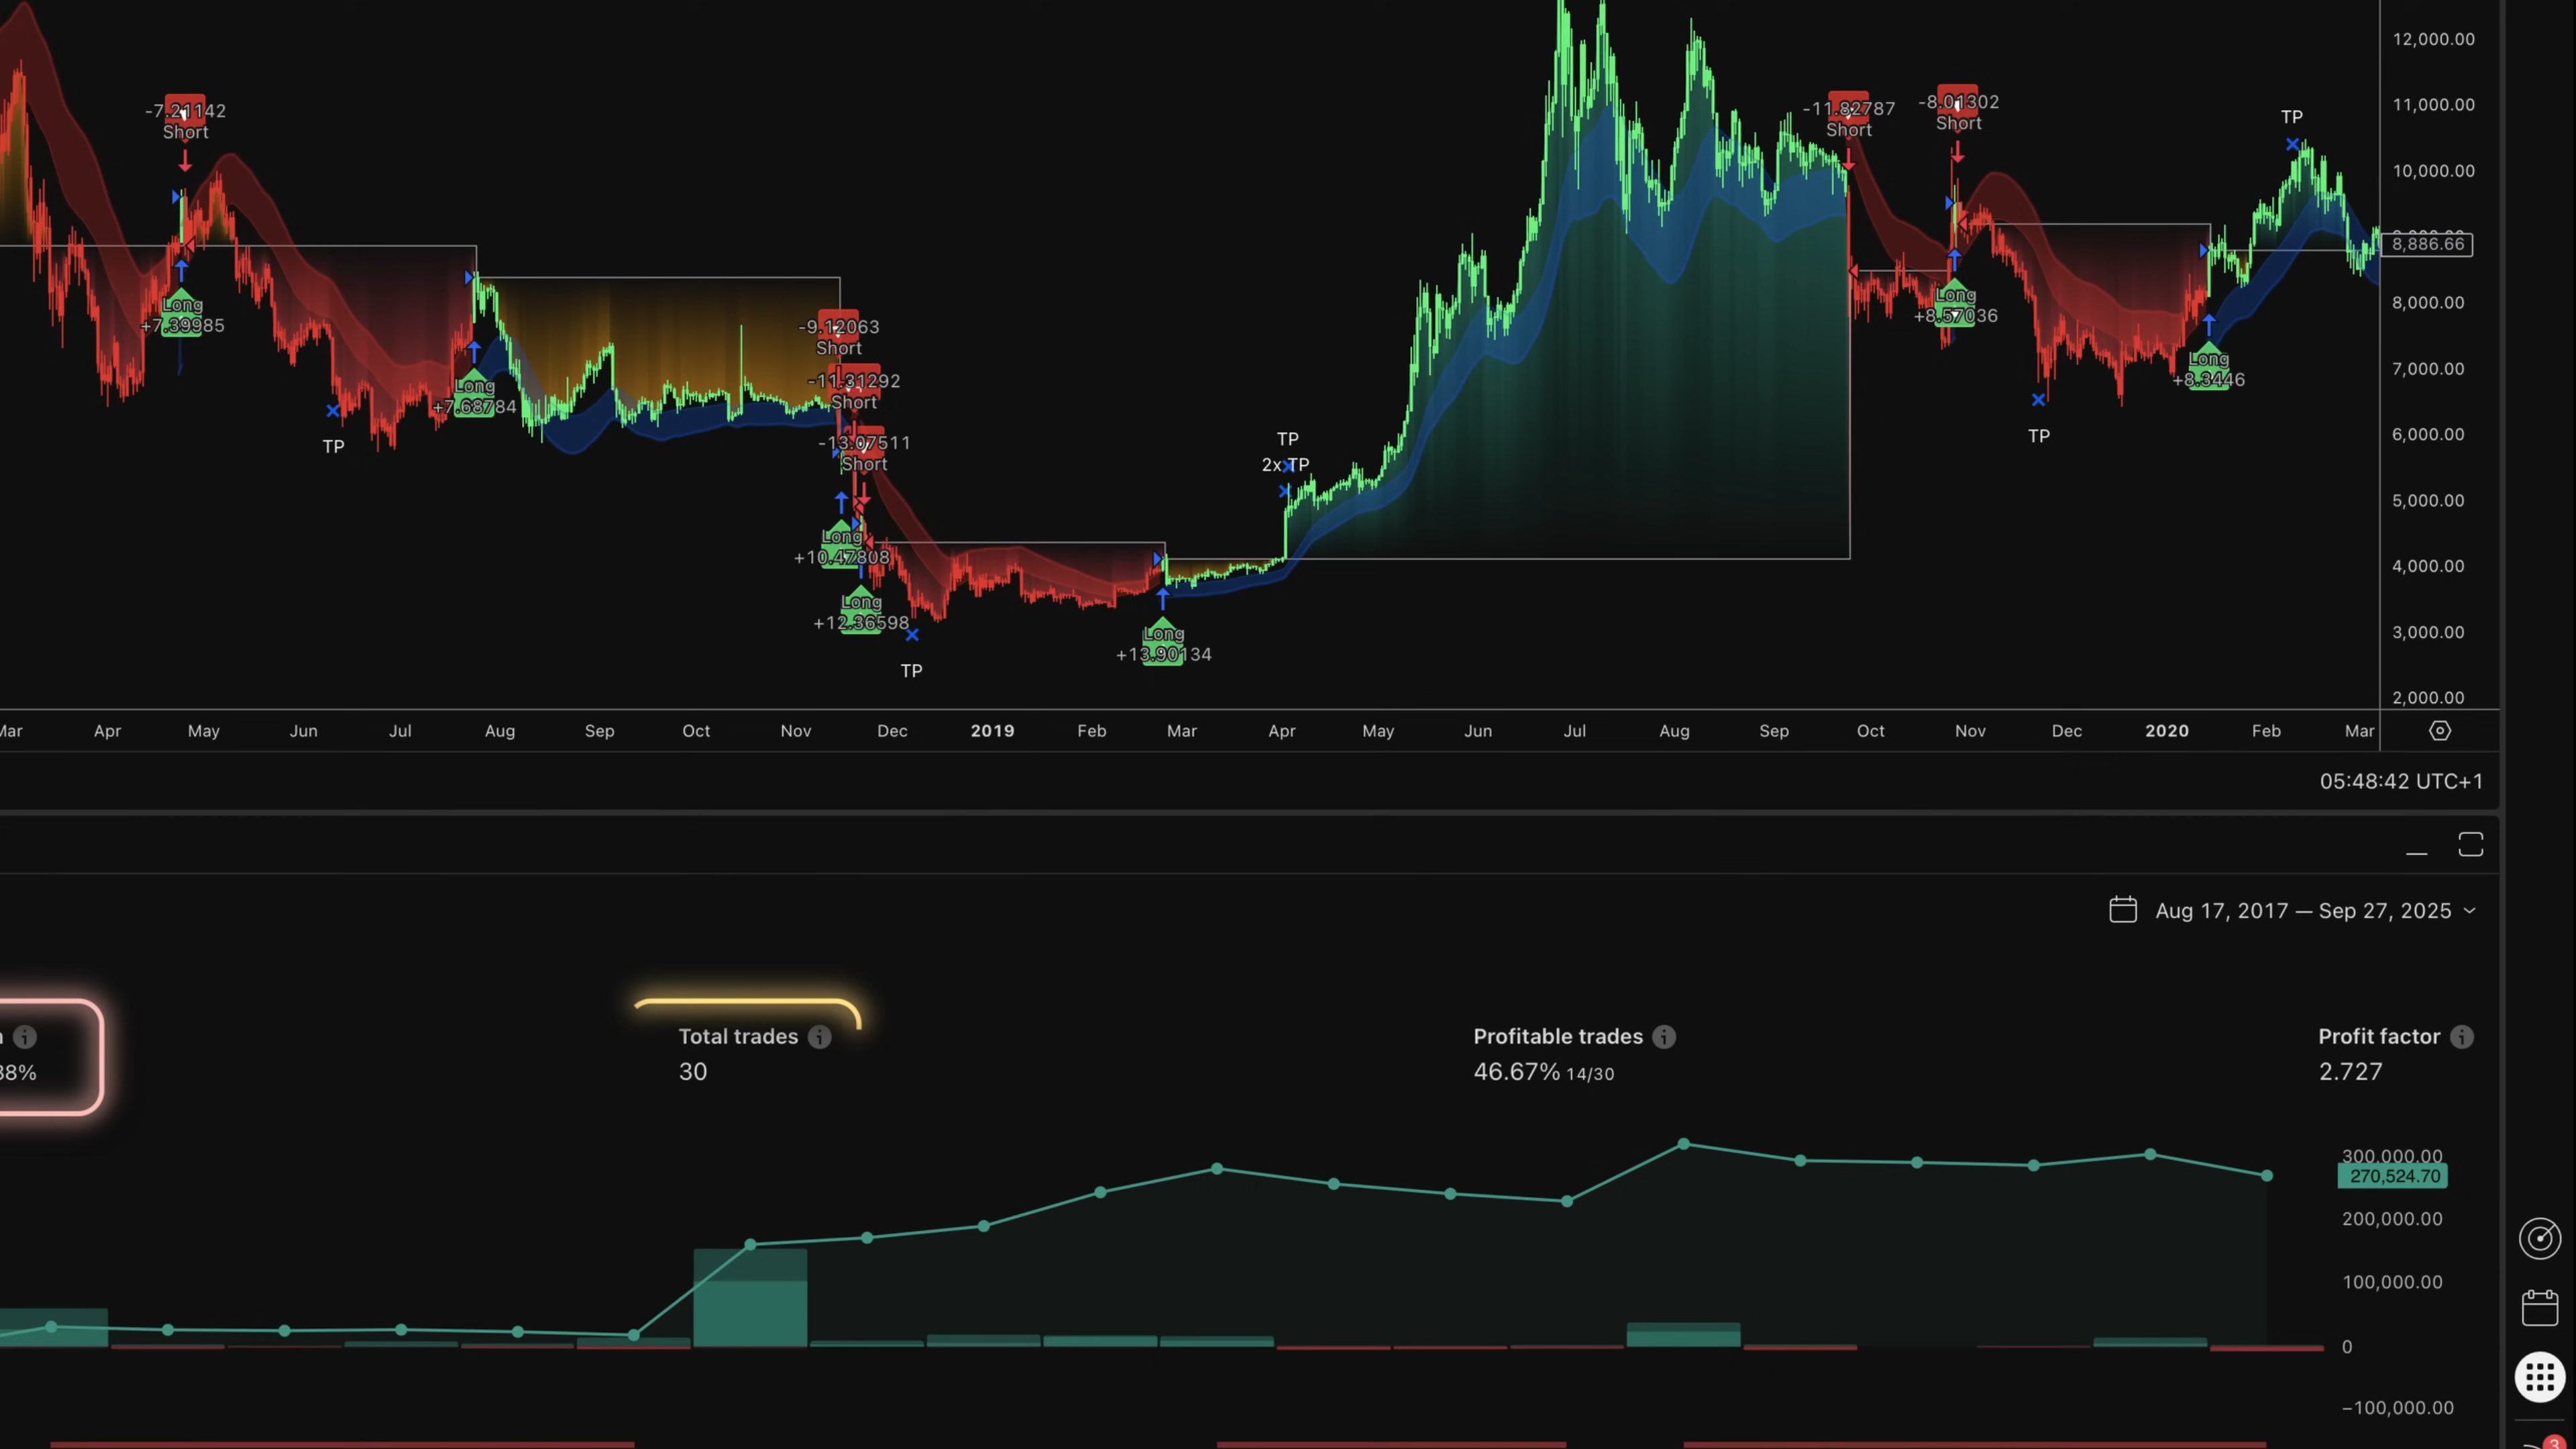 12,000.00
11,000.00
10,000.00
8,886.66
8,000.00
7,000.00
6,000.00
5,000.00
4,000.00
3,000.00
2,000.00
-7.21142
Short
Long
+7.39985
TP
Long
+7.68784
-9.12063
Short
-11.31292
Short
-13.07511
Short
Long
+10.47808
Long
+12.36598
TP
Long
+13.90134
TP
2x TP
-11.82787
Short
-8.01302
Short
Long
+8.57036
TP
Long
+8.3446
TP
Mar Apr May Jun Jul Aug Sep Oct Nov Dec 2019 Feb Mar Apr May Jun Jul Aug Sep Oct Nov Dec 2020 Feb Mar
05:48:42 UTC+1
Aug 17, 2017 — Sep 27, 2025
Total trades
30
Profitable trades
46.67% 14/30
Profit factor
2.727
38%
300,000.00
270,524.70
200,000.00
100,000.00
0
−100,000.00